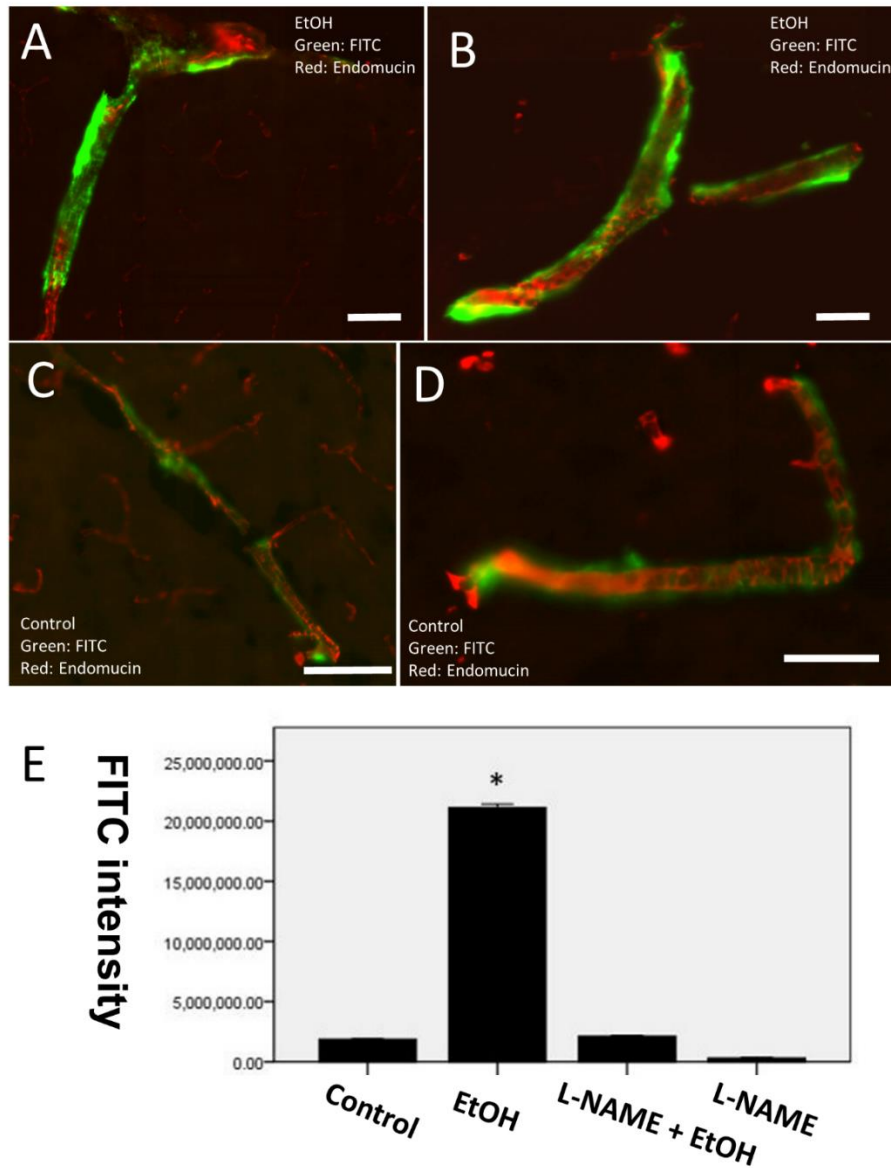 A
EtOH
Green: FITC
Red: Endomucin
B
EtOH
Green: FITC
Red: Endomucin
C
Control
Green: FITC
Red: Endomucin
D
Control
Green: FITC
Red: Endomucin
E
FITC intensity
25,000,000.00
*
20,000,000.00
15,000,000.00
10,000,000.00
5,000,000.00
0.00
Control
EtOH
L-NAME + EtOH
L-NAME